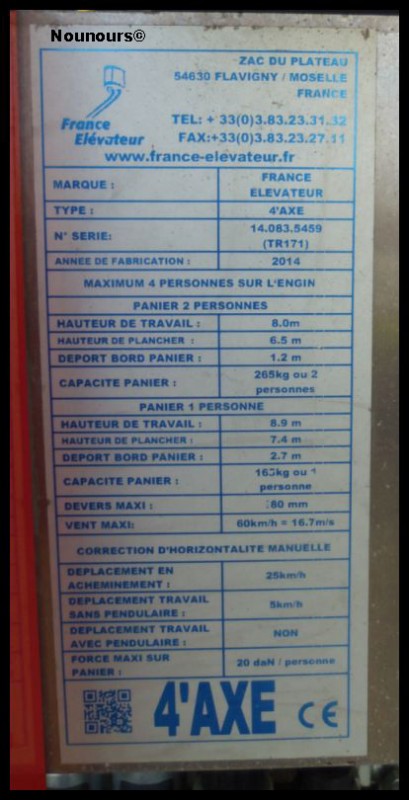 Nounours©
ZAC DU PLATEAU
54630 FLAVIGNY / MOSELLE
FRANCE
TEL: + 33(0)3.83.23.31.32
FAX:+33(0)3.83.23.27.11
France
Elévateur
www.france-elevateur.fr
MARQUE : FRANCE
ELEVATEUR
TYPE : 4'AXE
N° SERIE: 14.083.5459
(TR171)
ANNEE DE FABRICATION : 2014
MAXIMUM 4 PERSONNES SUR L'ENGIN
PANIER 2 PERSONNES
HAUTEUR DE TRAVAIL : 8.0m
HAUTEUR DE PLANCHER : 6.5 m
DEPORT BORD PANIER : 1.2 m
CAPACITE PANIER : 265kg ou 2
personnes
PANIER 1 PERSONNE
HAUTEUR DE TRAVAIL : 8.9 m
HAUTEUR DE PLANCHER : 7.4 m
DEPORT BORD PANIER : 2.7 m
CAPACITE PANIER : ou 1
personne
DEVERS MAXI : mm
VENT MAXI: 60km/h = 16.7m/s
CORRECTION D'HORIZONTALITE MANUELLE
DEPLACEMENT EN
ACHEMINEMENT : 25km/h
DEPLACEMENT TRAVAIL
SANS PENDULAIRE : 5km/h
DEPLACEMENT TRAVAIL
AVEC PENDULAIRE : NON
FORCE MAXI SUR
PANIER : 20 daN / personne
4'AXE CE